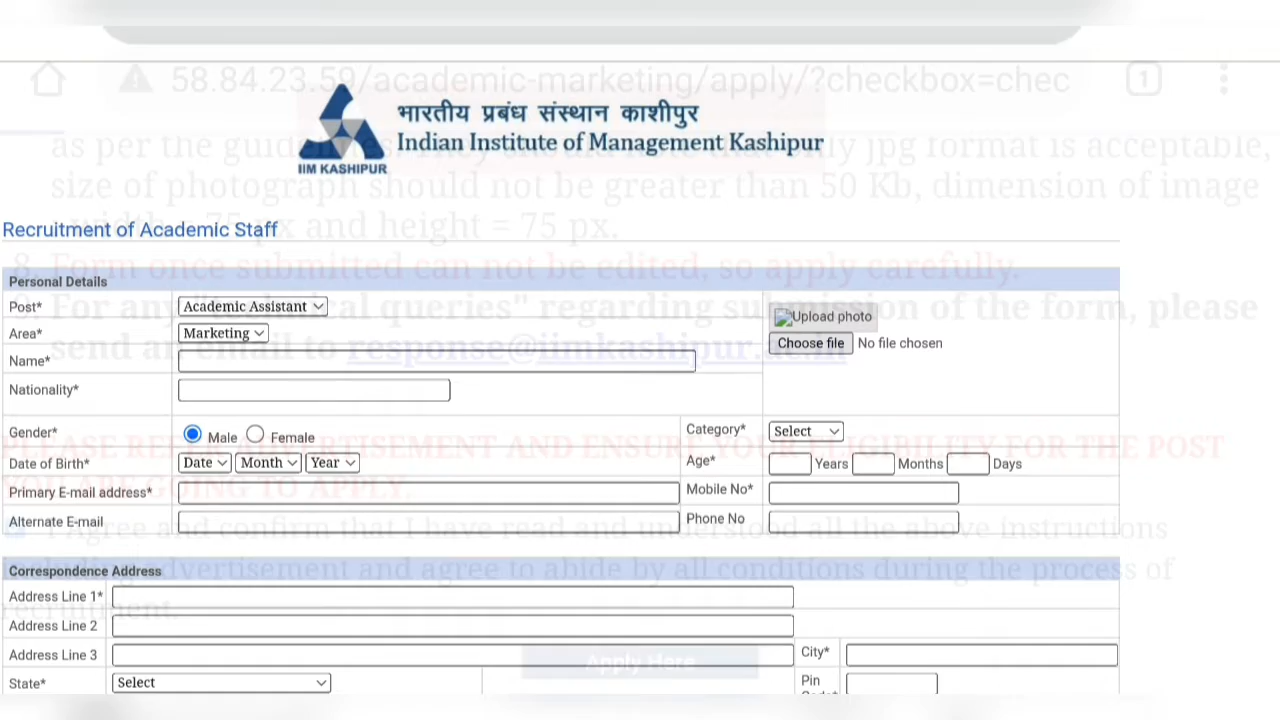 58.84.23.59/academic-marketing/apply/?checkbox=chec
1
भारतीय प्रबंध संस्थान काशीपुर
Indian Institute of Management Kashipur
IIM KASHIPUR
as per the guidelines. They should note that only jpg format is acceptable,
size of photograph should not be greater than 50 Kb, dimension of image
width = 75 px and height = 75 px.
Recruitment of Academic Staff
8. Form once submitted can not be edited, so apply carefully.
Personal Details
Post* Academic Assistant
Upload photo
9. For any "technical queries" regarding submission of the form, please
send an email to response@iimkashipur.ac.in
Area* Marketing
Choose file No file chosen
Name*
Nationality*
Gender* Male Female
Category* Select
PLEASE REFER ADVERTISEMENT AND ENSURE YOUR ELIGIBILITY FOR THE POST
YOU ARE GOING TO APPLY.
Date of Birth* Date Month Year
Age* Years Months Days
Primary E-mail address*
Mobile No*
Alternate E-mail
Phone No
I Agree and confirm that I have read and understood all the above instructions
advertisement and agree to abide by all conditions during the process of
recruitment.
Correspondence Address
Address Line 1*
Address Line 2
Address Line 3
City*
Apply Here
State* Select
Pin